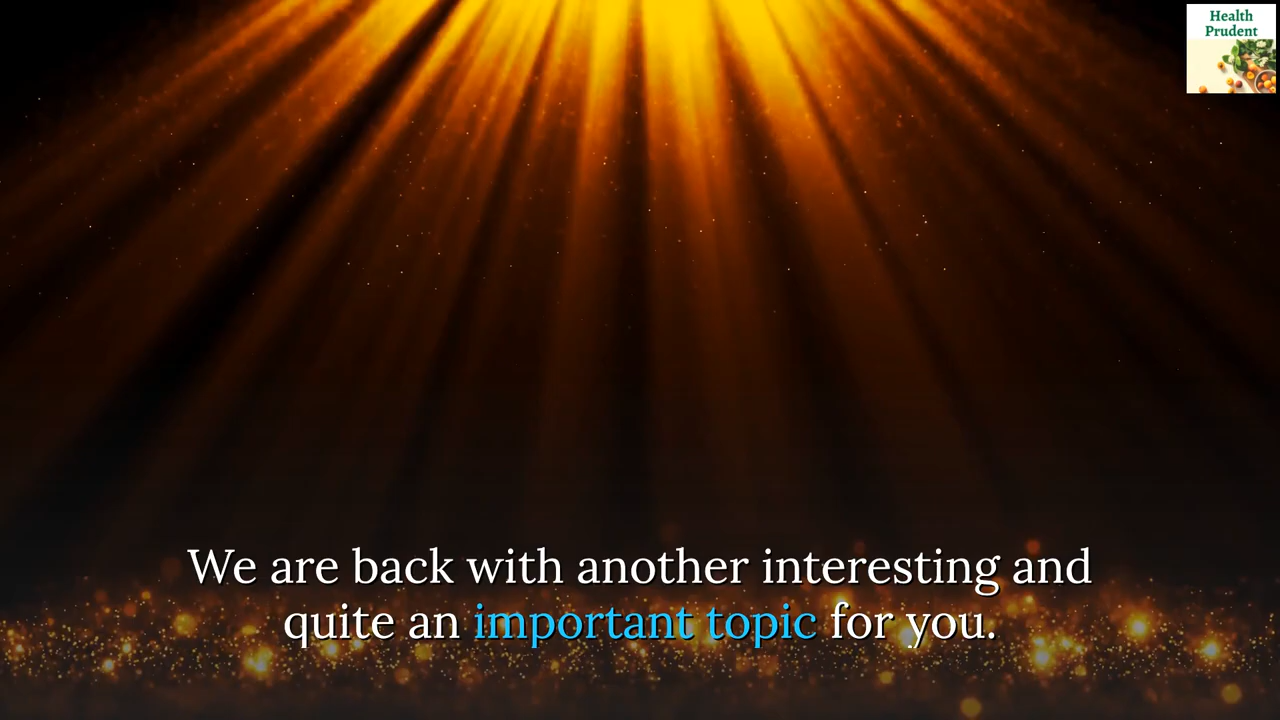 Health
Prudent
We are back with another interesting and
quite an important topic for you.